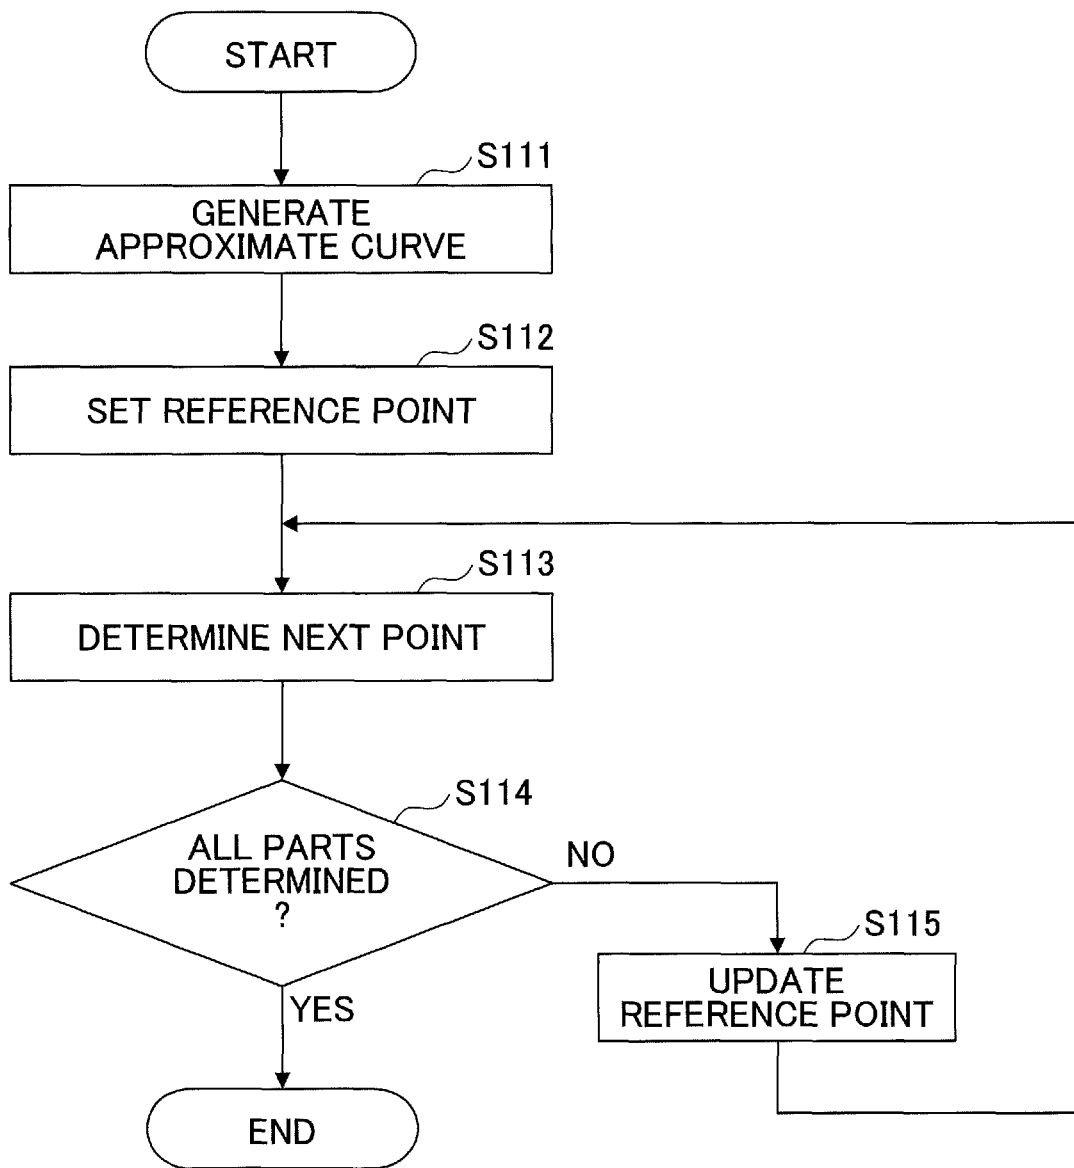 START
S111
GENERATE
APPROXIMATE CURVE
S112
SET REFERENCE POINT
S113
DETERMINE NEXT POINT
S114
ALL PARTS
DETERMINED
?
NO
S115
UPDATE
REFERENCE POINT
YES
END